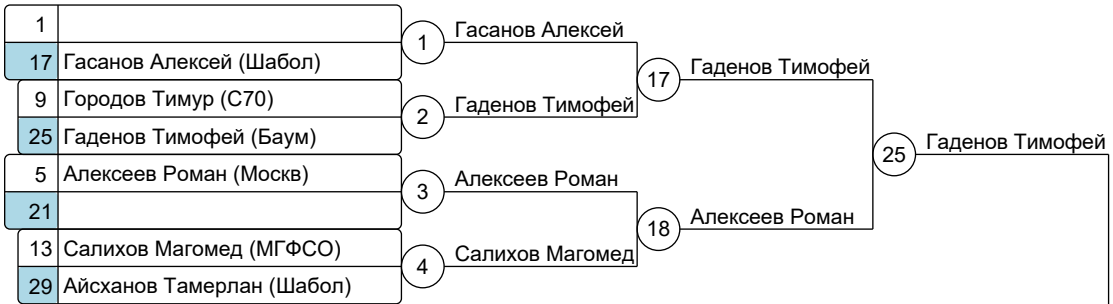 1
17 Гасанов Алексей (Шабол)
9 Городов Тимур (С70)
25 Гаденов Тимофей (Баум)
5 Алексеев Роман (Москв)
21
13 Салихов Магомед (МГФСО)
29 Айсханов Тамерлан (Шабол)
1 Гасанов Алексей
2 Гаденов Тимофей
3 Алексеев Роман
4 Салихов Магомед
17 Гаденов Тимофей
18 Алексеев Роман
25 Гаденов Тимофей